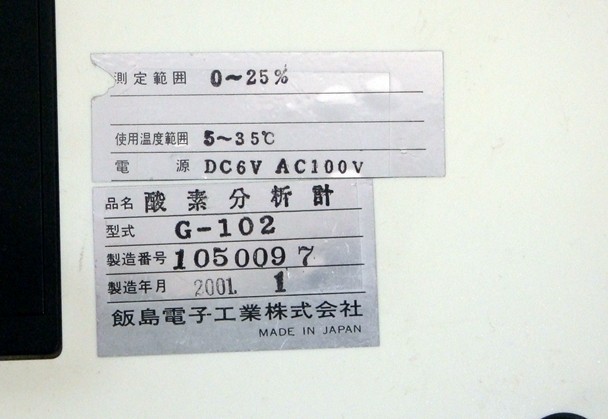 測定範囲 0~25%
使用温度範囲 5~35℃
電源 DC6V AC100V
品名 酸素分析計
型式 G-102
製造番号 1050097
製造年月 2001. 1
飯島電子工業株式会社
MADE IN JAPAN